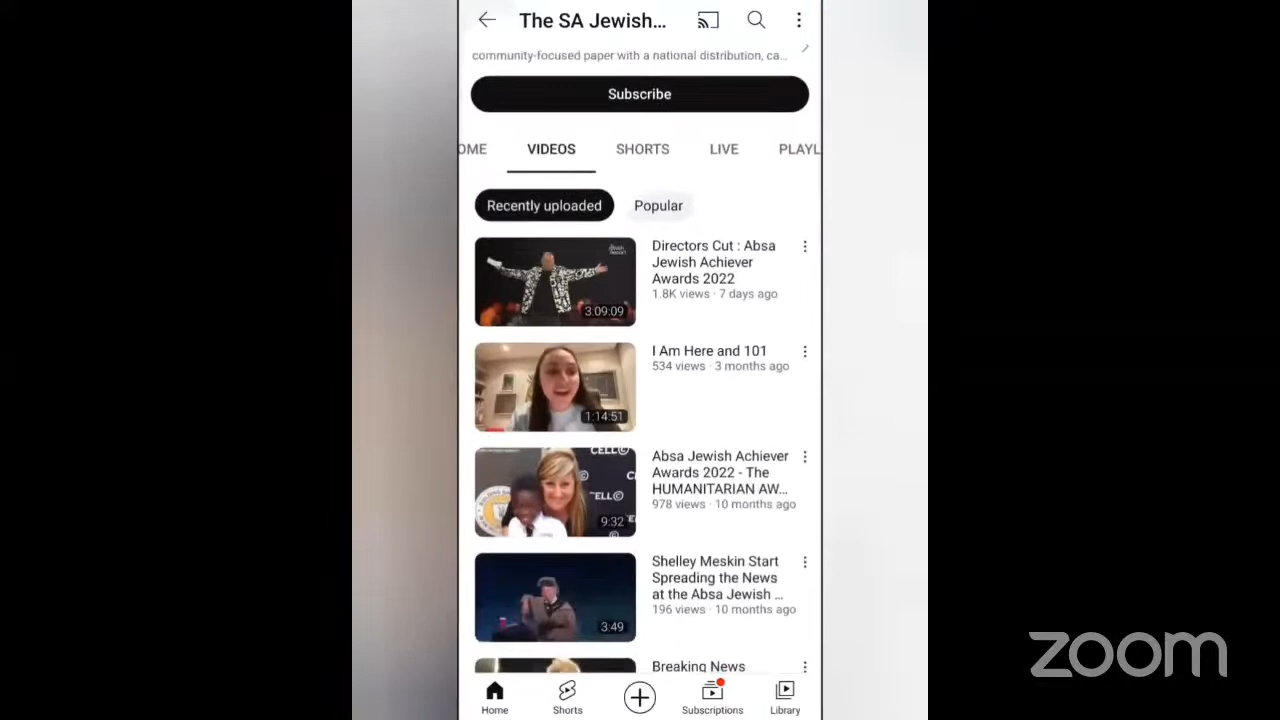 The SA Jewish...
community-focused paper with a national distribution, ca...
Subscribe
OME
VIDEOS
SHORTS
LIVE
PLAYL
Recently uploaded
Popular
3:09:09
Directors Cut : Absa
Jewish Achiever
Awards 2022
1.8K views · 7 days ago
1:14:51
I Am Here and 101
534 views · 3 months ago
CELLC
ELLC
9:32
Absa Jewish Achiever
Awards 2022 - The
HUMANITARIAN AW...
978 views · 10 months ago
3:49
Shelley Meskin Start
Spreading the News
at the Absa Jewish ...
196 views · 10 months ago
Breaking News
Home
Shorts
Subscriptions
Library
zoom